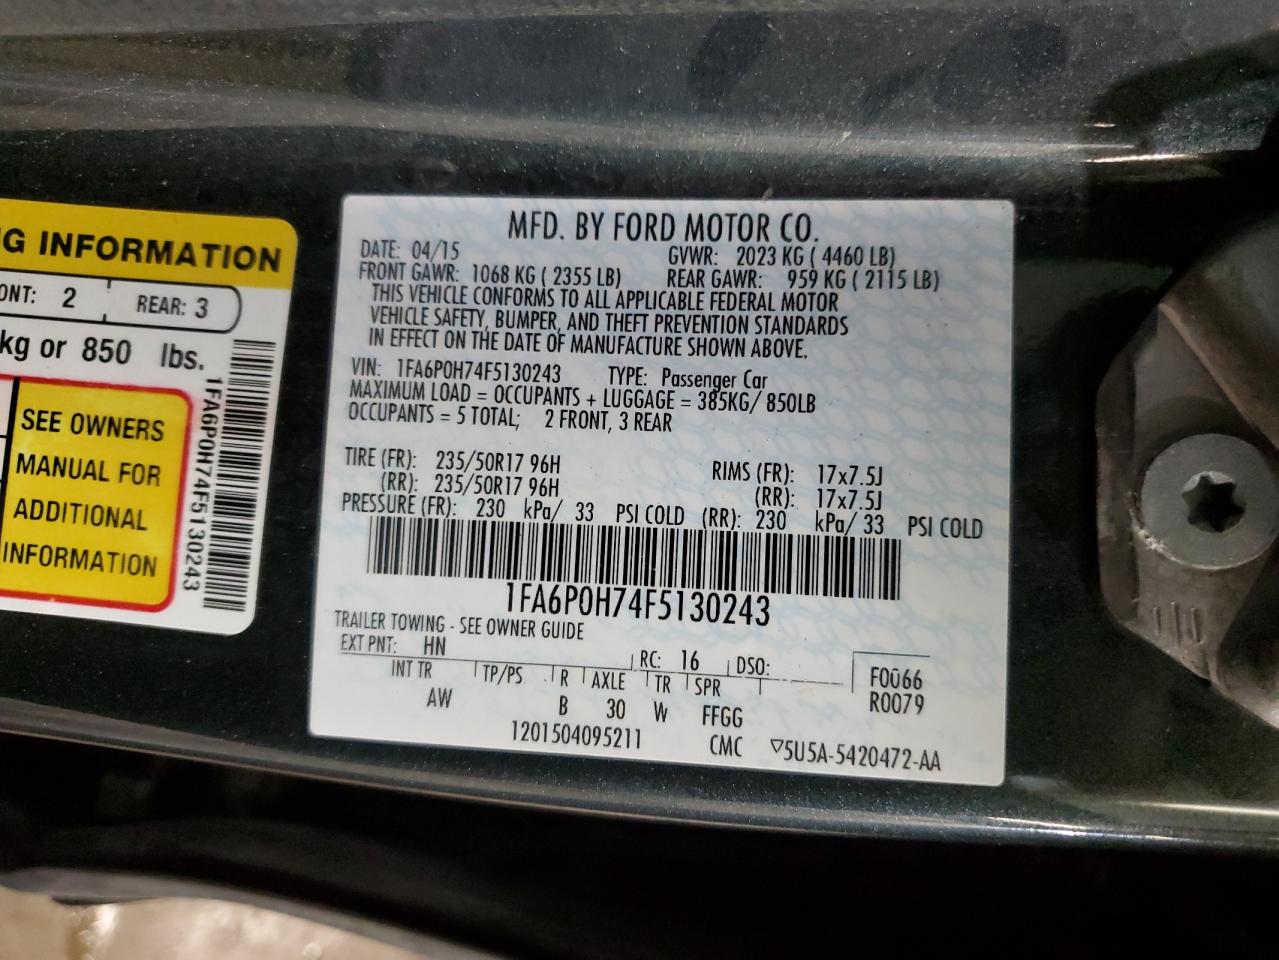 NG INFORMATION
ONT: 2 REAR: 3
kg or 850 lbs.
SEE OWNERS
MANUAL FOR
ADDITIONAL
INFORMATION
1FA6P0H74F5130243
MFD. BY FORD MOTOR CO.
DATE: 04/15 GVWR: 2023 KG ( 4460 LB)
FRONT GAWR: 1068 KG ( 2355 LB) REAR GAWR: 959 KG ( 2115 LB)
THIS VEHICLE CONFORMS TO ALL APPLICABLE FEDERAL MOTOR
VEHICLE SAFETY, BUMPER, AND THEFT PREVENTION STANDARDS
IN EFFECT ON THE DATE OF MANUFACTURE SHOWN ABOVE.
VIN: 1FA6P0H74F5130243 TYPE: Passenger Car
MAXIMUM LOAD = OCCUPANTS + LUGGAGE = 385KG/ 850LB
OCCUPANTS = 5 TOTAL; 2 FRONT, 3 REAR
TIRE (FR): 235/50R17 96H RIMS (FR): 17x7.5J
(RR): 235/50R17 96H (RR): 17x7.5J
PRESSURE (FR): 230 kPa/ 33 PSI COLD (RR): 230 kPa/ 33 PSI COLD
1FA6P0H74F5130243
TRAILER TOWING - SEE OWNER GUIDE
EXT PNT: HN RC: 16 DSO: F0066
INT TR TP/PS R AXLE TR SPR R0079
AW B 30 W FFGG
1201504095211 CMC ▽5U5A-5420472-AA